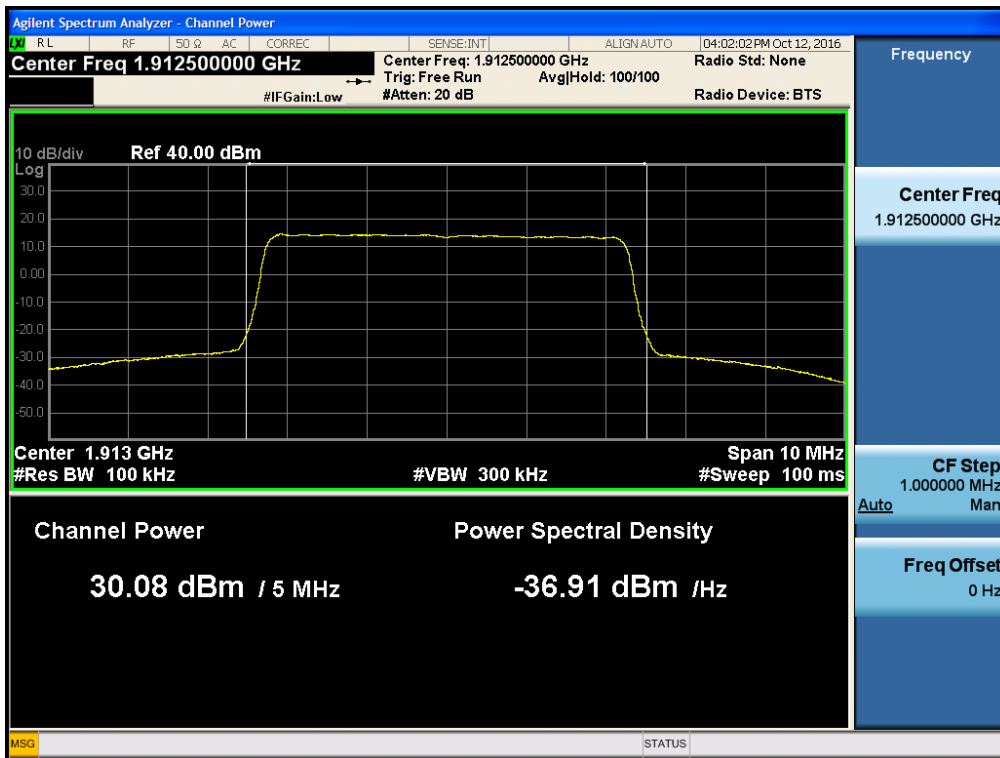 Agilent Spectrum Analyzer - Channel Power
LXI RL RF 50 Ω AC CORREC SENSE:INT ALIGN AUTO 04:02:02 PM Oct 12, 2016
Center Freq 1.912500000 GHz
Center Freq: 1.912500000 GHz
Radio Std: None
Trig: Free Run Avg|Hold: 100/100
#IFGain:Low
#Atten: 20 dB
Radio Device: BTS
10 dB/div Ref 40.00 dBm
Log
30.0
20.0
10.0
0.00
-10.0
-20.0
-30.0
-40.0
-50.0
Center 1.913 GHz Span 10 MHz
#Res BW 100 kHz #VBW 300 kHz #Sweep 100 ms
Channel Power Power Spectral Density
30.08 dBm / 5 MHz -36.91 dBm /Hz
Frequency
Center Freq
1.912500000 GHz
CF Step
1.000000 MHz
Auto Man
Freq Offset
0 Hz
MSG STATUS